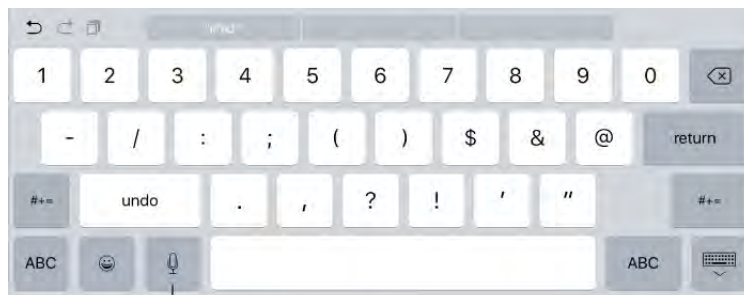 1 2 3 4 5 6 7 8 9 0
- / : ; ( ) $ & @ return
#+= undo . , ? ! ' " #+=
ABC ABC